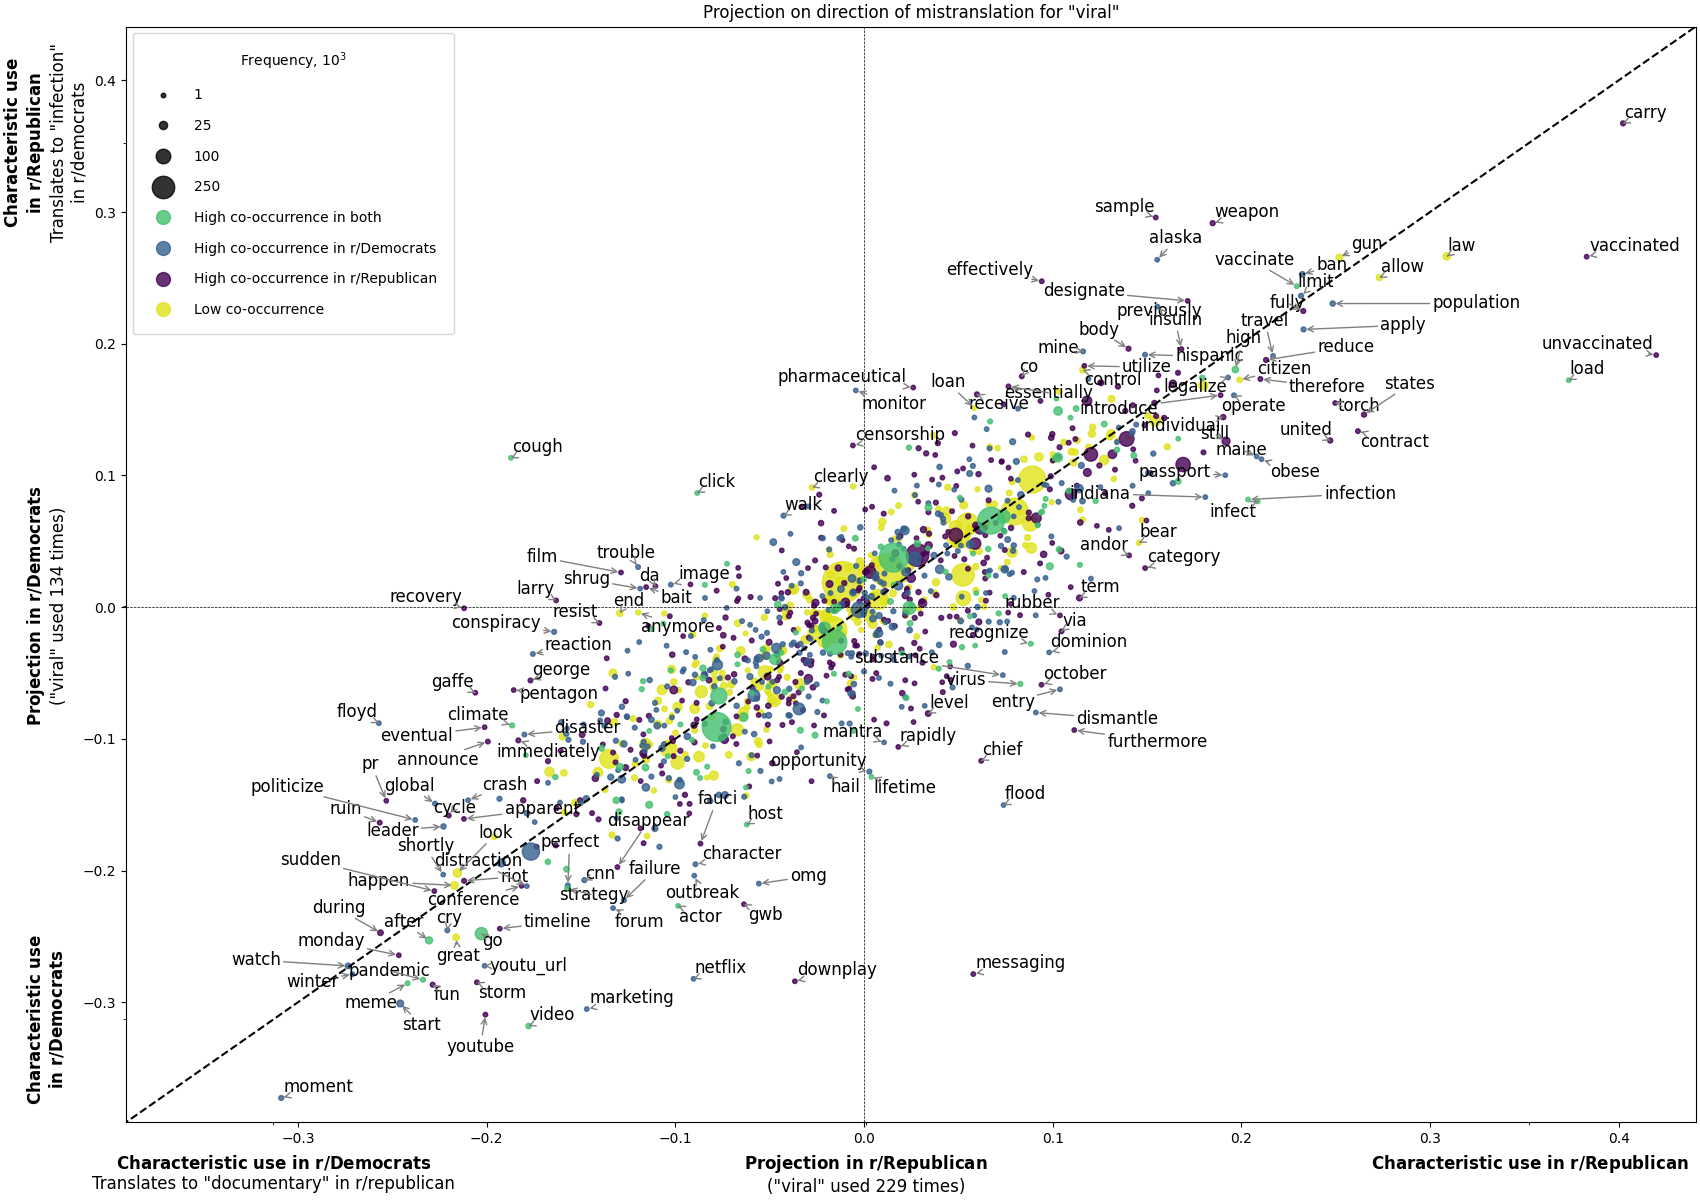 Projection on direction of mistranslation for "viral"
Characteristic use
in r/Republican
Translates to "infection"
in r/democrats
Projection in r/Democrats
("viral" used 134 times)
Characteristic use
in r/Democrats
0.4
0.3
0.2
0.1
0.0
−0.1
−0.2
−0.3
Frequency, 10³
1
25
100
250
High co-occurrence in both
High co-occurrence in r/Democrats
High co-occurrence in r/Republican
Low co-occurrence
carry
sample
weapon
alaska
gun
law
vaccinated
vaccinate
ban
allow
effectively
limit
designate
fully
population
previously
insulin
travel
apply
body
high
mine
hispanic
reduce
unvaccinated
co
utilize
citizen
load
pharmaceutical
loan
control
legalize
therefore
states
essentially
monitor
receive
introduce
operate
torch
individual
still
united
censorship
contract
cough
maine
click
clearly
passport
obese
indiana
infection
walk
infect
bear
film
trouble
andor
category
shrug
da
image
larry
term
recovery
end
bait
rubber
resist
conspiracy
anymore
via
recognize
reaction
dominion
substance
george
gaffe
virus
october
pentagon
entry
level
floyd
climate
disaster
dismantle
eventual
mantra
rapidly
immediately
furthermore
announce
chief
pr
opportunity
politicize
global
crash
hail
lifetime
flood
fauci
cycle
apparent
ruin
host
leader
look
disappear
shortly
perfect
distraction
character
sudden
riot
cnn
failure
happen
omg
conference
strategy
outbreak
during
after
cry
timeline
forum
actor
gwb
monday
go
great
watch
pandemic
youtu_url
netflix
downplay
messaging
winter
meme
fun
storm
marketing
start
video
youtube
moment
−0.3
−0.2
−0.1
0.0
0.1
0.2
0.3
0.4
Characteristic use in r/Democrats
Translates to "documentary" in r/republican
Projection in r/Republican
("viral" used 229 times)
Characteristic use in r/Republican